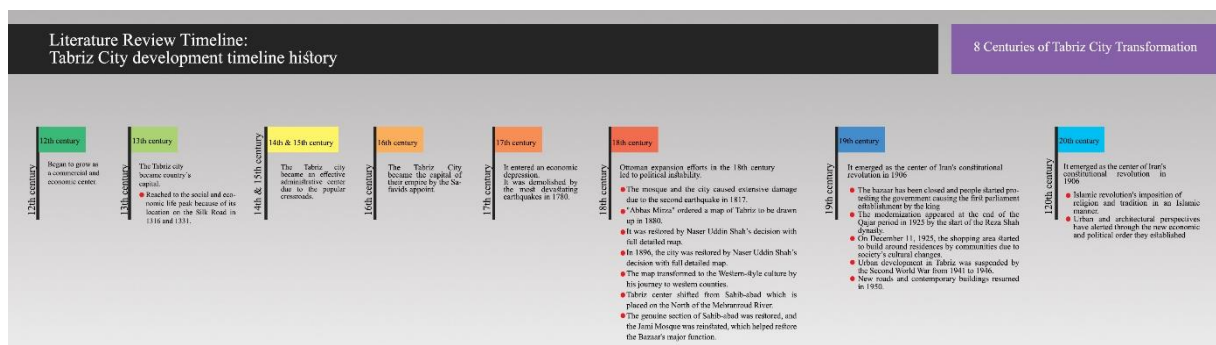 Literature Review Timeline:
Tabriz City development timeline history
8 Centuries of Tabriz City Transformation
12th century
12th century
Began to grow as
a commercial and
economic center.
13th century
13th century
The Tabriz city
became country's
capital.
Reached to the social and eco-
nomic life peak because of its
location on the Silk Road in
1316 and 1331.
14th & 15th century
14th & 15th century
The Tabriz city
became an effective
administrative center
due to the popular
crossroads.
16th century
16th century
The Tabriz City
became the capital of
their empire by the Sa-
favids appoint.
17th century
17th century
It entered an economic
depression.
It was demolished by
the most devastating
earthquakes in 1780.
18th century
18th century
Ottoman expansion efforts in the 18th century
led to political instability.
The mosque and the city caused extensive damage
due to the second earthquake in 1817.
"Abbas Mirza" ordered a map of Tabriz to be drawn
up in 1880.
It was restored by Naser Uddin Shah's decision with
full detailed map.
In 1896, the city was restored by Naser Uddin Shah's
decision with full detailed map.
The map transformed to the Western-style culture by
his journey to western counties.
Tabriz center shifted from Sahib-abad which is
placed on the North of the Mehranroud River.
The genuine section of Sahib-abad was restored, and
the Jami Mosque was reinstated, which helped restore
the Bazaar's major function.
19th century
19th century
It emerged as the center of Iran's constitutional
revolution in 1906
The bazaar has been closed and people started pro-
testing the government causing the first parliament
establishment by the king
The modernization appeared at the end of the
Qajar period in 1925 by the start of the Reza Shah
dynasty.
On December 11, 1925, the shopping area started
to build around residences by communities due to
society's cultural changes.
Urban development in Tabriz was suspended by
the Second World War from 1941 to 1946.
New roads and contemporary buildings resumed
in 1950.
20th century
120th century
It emerged as the center of Iran's
constitutional revolution in
1906
Islamic revolution's imposition of
religion and tradition in an Islamic
manner.
Urban and architectural perspectives
have alerted through the new economic
and political order they established